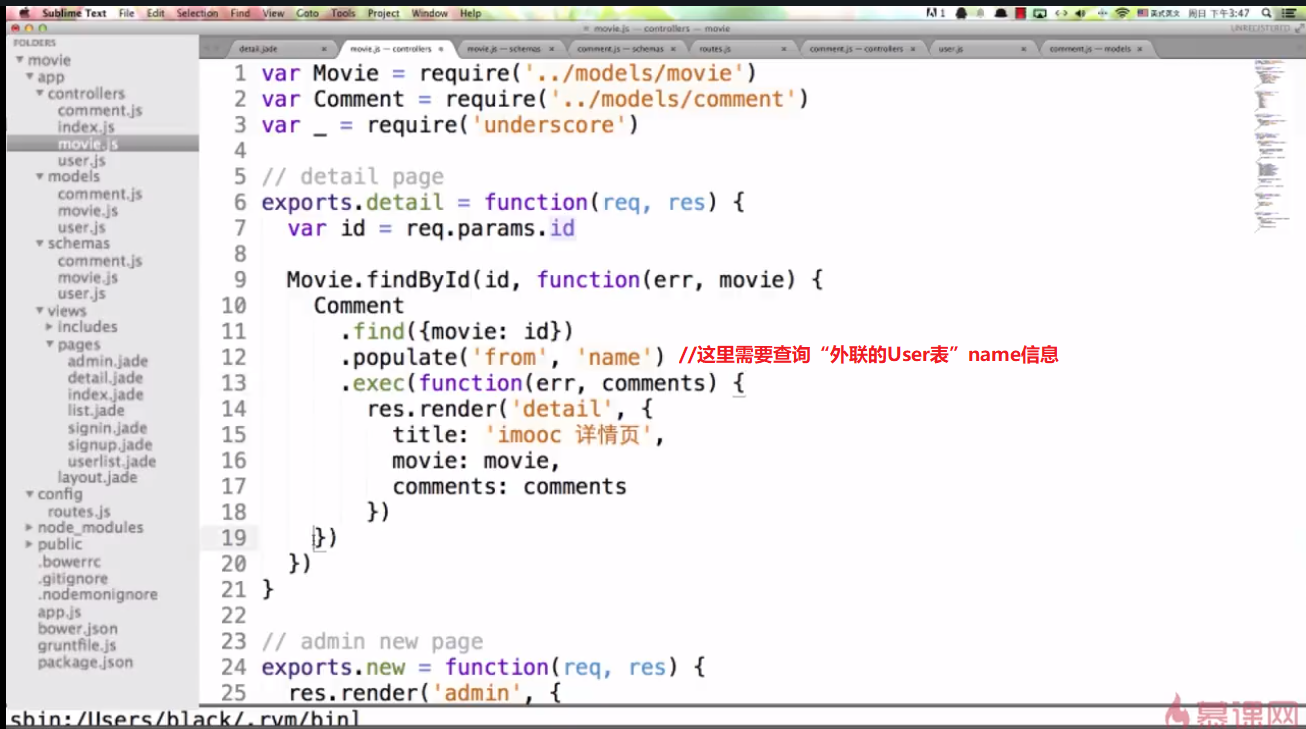 Sublime Text File Edit Selection Find View Goto Tools Project Window Help 1 英式英文 周日 下午3:47
movie.js — controllers — movie UNREGISTERED
FOLDERS
detail.jade movie.js — controllers movie.js — schemas comment.js — schemas routes.js comment.js — controllers user.js comment.js — models
movie
app
controllers
comment.js
index.js
movie.js
user.js
models
comment.js
movie.js
user.js
schemas
comment.js
movie.js
user.js
views
includes
pages
admin.jade
detail.jade
index.jade
list.jade
signin.jade
signup.jade
userlist.jade
layout.jade
config
routes.js
node_modules
public
.bowerrc
.gitignore
.nodemonignore
app.js
bower.json
gruntfile.js
package.json
1 var Movie = require('../models/movie')
2 var Comment = require('../models/comment')
3 var _ = require('underscore')
4
5 // detail page
6 exports.detail = function(req, res) {
7 var id = req.params.id
8
9 Movie.findById(id, function(err, movie) {
10 Comment
11 .find({movie: id})
12 .populate('from', 'name') //这里需要查询“外联的User表”name信息
13 .exec(function(err, comments) {
14 res.render('detail', {
15 title: 'imooc 详情页',
16 movie: movie,
17 comments: comments
18 })
19 })
20 })
21 }
22
23 // admin new page
24 exports.new = function(req, res) {
25 res.render('admin', {
sbin:/Users/black/.rvm/bin]
慕课网